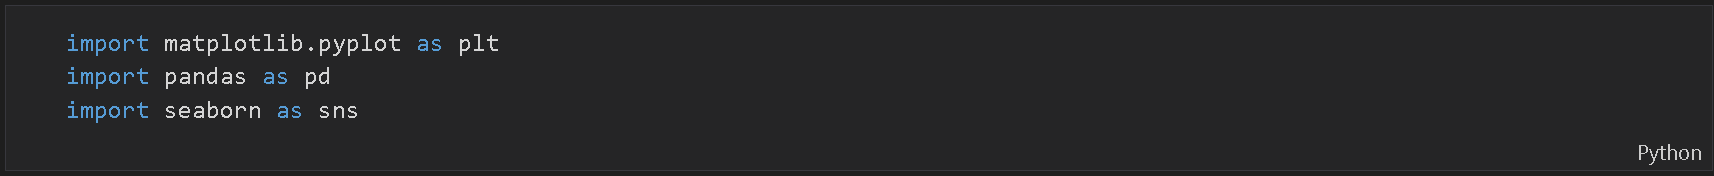 import matplotlib.pyplot as plt
import pandas as pd
import seaborn as sns
Python